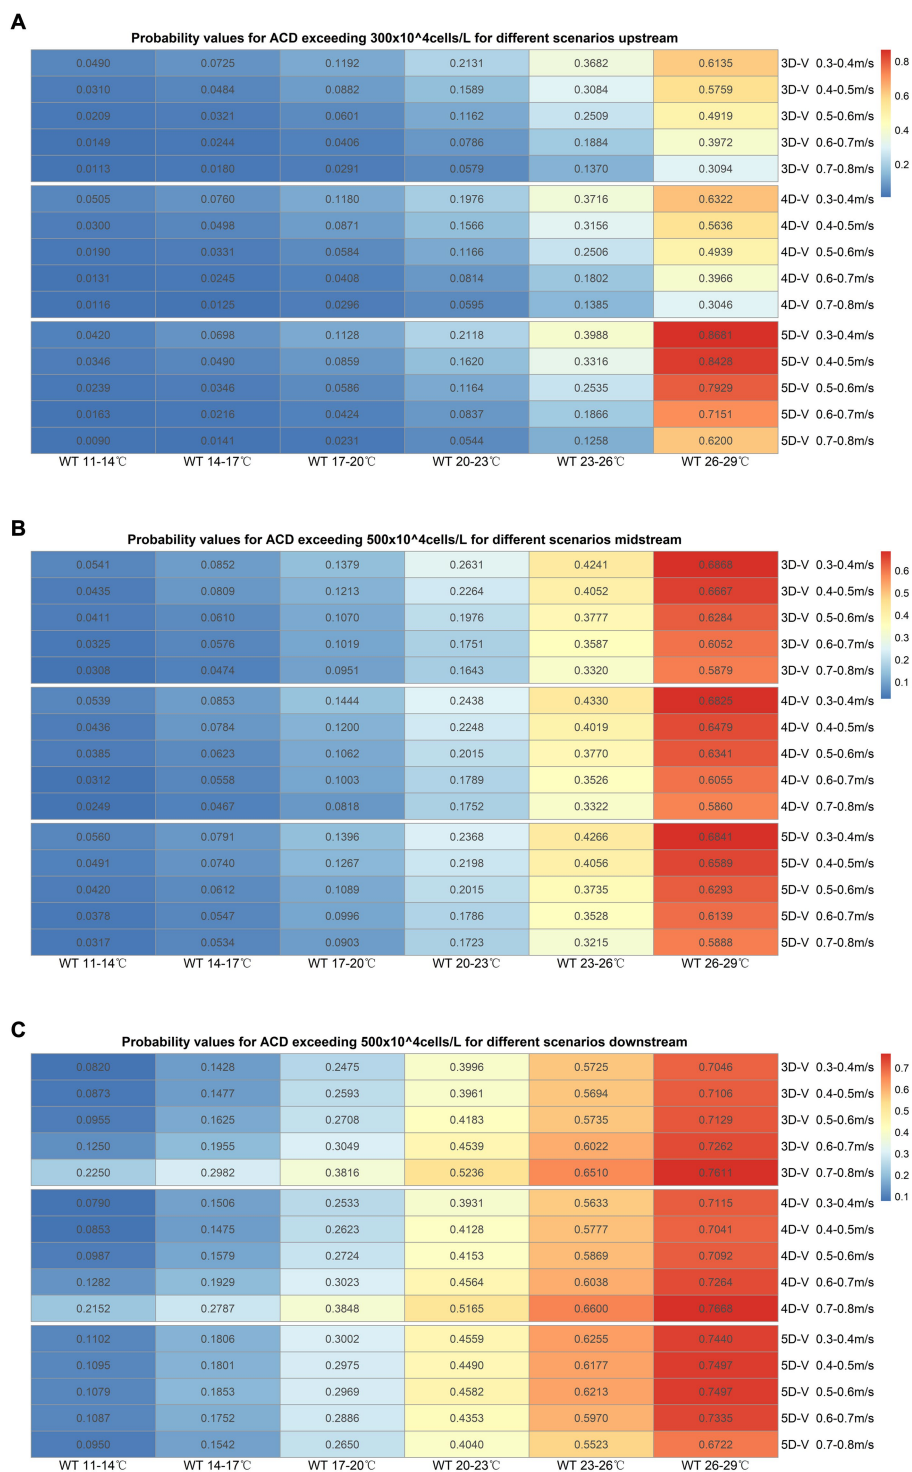 A
Probability values for ACD exceeding 300x10^4cells/L for different scenarios upstream
0.0490 0.0725 0.1192 0.2131 0.3682 0.6135 3D-V 0.3-0.4m/s
0.0310 0.0484 0.0882 0.1589 0.3084 0.5759 3D-V 0.4-0.5m/s
0.0209 0.0321 0.0601 0.1162 0.2509 0.4919 3D-V 0.5-0.6m/s
0.0149 0.0244 0.0406 0.0786 0.1884 0.3972 3D-V 0.6-0.7m/s
0.0113 0.0180 0.0291 0.0579 0.1370 0.3094 3D-V 0.7-0.8m/s
0.0505 0.0760 0.1180 0.1976 0.3716 0.6322 4D-V 0.3-0.4m/s
0.0300 0.0498 0.0871 0.1566 0.3156 0.5636 4D-V 0.4-0.5m/s
0.0190 0.0331 0.0584 0.1166 0.2506 0.4939 4D-V 0.5-0.6m/s
0.0131 0.0245 0.0408 0.0814 0.1802 0.3966 4D-V 0.6-0.7m/s
0.0116 0.0125 0.0296 0.0595 0.1385 0.3046 4D-V 0.7-0.8m/s
0.0420 0.0698 0.1128 0.2118 0.3988 0.8681 5D-V 0.3-0.4m/s
0.0346 0.0490 0.0859 0.1620 0.3316 0.8428 5D-V 0.4-0.5m/s
0.0239 0.0346 0.0586 0.1164 0.2535 0.7929 5D-V 0.5-0.6m/s
0.0163 0.0216 0.0424 0.0837 0.1866 0.7151 5D-V 0.6-0.7m/s
0.0090 0.0141 0.0231 0.0544 0.1258 0.6200 5D-V 0.7-0.8m/s
WT 11-14℃ WT 14-17℃ WT 17-20℃ WT 20-23℃ WT 23-26℃ WT 26-29℃
0.8
0.6
0.4
0.2
B
Probability values for ACD exceeding 500x10^4cells/L for different scenarios midstream
0.0541 0.0852 0.1379 0.2631 0.4241 0.6868 3D-V 0.3-0.4m/s
0.0435 0.0809 0.1213 0.2264 0.4052 0.6667 3D-V 0.4-0.5m/s
0.0411 0.0610 0.1070 0.1976 0.3777 0.6284 3D-V 0.5-0.6m/s
0.0325 0.0576 0.1019 0.1751 0.3587 0.6052 3D-V 0.6-0.7m/s
0.0308 0.0474 0.0951 0.1643 0.3320 0.5879 3D-V 0.7-0.8m/s
0.0539 0.0853 0.1444 0.2438 0.4330 0.6825 4D-V 0.3-0.4m/s
0.0436 0.0784 0.1200 0.2248 0.4019 0.6479 4D-V 0.4-0.5m/s
0.0385 0.0623 0.1062 0.2015 0.3770 0.6341 4D-V 0.5-0.6m/s
0.0312 0.0558 0.1003 0.1789 0.3526 0.6055 4D-V 0.6-0.7m/s
0.0249 0.0467 0.0818 0.1752 0.3322 0.5860 4D-V 0.7-0.8m/s
0.0560 0.0791 0.1396 0.2368 0.4266 0.6841 5D-V 0.3-0.4m/s
0.0491 0.0740 0.1267 0.2198 0.4056 0.6589 5D-V 0.4-0.5m/s
0.0420 0.0612 0.1089 0.2015 0.3735 0.6293 5D-V 0.5-0.6m/s
0.0378 0.0547 0.0996 0.1786 0.3528 0.6139 5D-V 0.6-0.7m/s
0.0317 0.0534 0.0903 0.1723 0.3215 0.5888 5D-V 0.7-0.8m/s
WT 11-14℃ WT 14-17℃ WT 17-20℃ WT 20-23℃ WT 23-26℃ WT 26-29℃
0.6
0.5
0.4
0.3
0.2
0.1
C
Probability values for ACD exceeding 500x10^4cells/L for different scenarios downstream
0.0820 0.1428 0.2475 0.3996 0.5725 0.7046 3D-V 0.3-0.4m/s
0.0873 0.1477 0.2593 0.3961 0.5694 0.7106 3D-V 0.4-0.5m/s
0.0955 0.1625 0.2708 0.4183 0.5735 0.7129 3D-V 0.5-0.6m/s
0.1250 0.1955 0.3049 0.4539 0.6022 0.7262 3D-V 0.6-0.7m/s
0.2250 0.2982 0.3816 0.5236 0.6510 0.7611 3D-V 0.7-0.8m/s
0.0790 0.1506 0.2533 0.3931 0.5633 0.7115 4D-V 0.3-0.4m/s
0.0853 0.1475 0.2623 0.4128 0.5777 0.7041 4D-V 0.4-0.5m/s
0.0987 0.1579 0.2724 0.4153 0.5869 0.7092 4D-V 0.5-0.6m/s
0.1282 0.1929 0.3023 0.4564 0.6038 0.7264 4D-V 0.6-0.7m/s
0.2152 0.2787 0.3848 0.5165 0.6600 0.7668 4D-V 0.7-0.8m/s
0.1102 0.1806 0.3002 0.4559 0.6255 0.7440 5D-V 0.3-0.4m/s
0.1095 0.1801 0.2975 0.4490 0.6177 0.7497 5D-V 0.4-0.5m/s
0.1079 0.1853 0.2969 0.4582 0.6213 0.7497 5D-V 0.5-0.6m/s
0.1087 0.1752 0.2886 0.4353 0.5970 0.7335 5D-V 0.6-0.7m/s
0.0950 0.1542 0.2650 0.4040 0.5523 0.6722 5D-V 0.7-0.8m/s
WT 11-14℃ WT 14-17℃ WT 17-20℃ WT 20-23℃ WT 23-26℃ WT 26-29℃
0.7
0.6
0.5
0.4
0.3
0.2
0.1